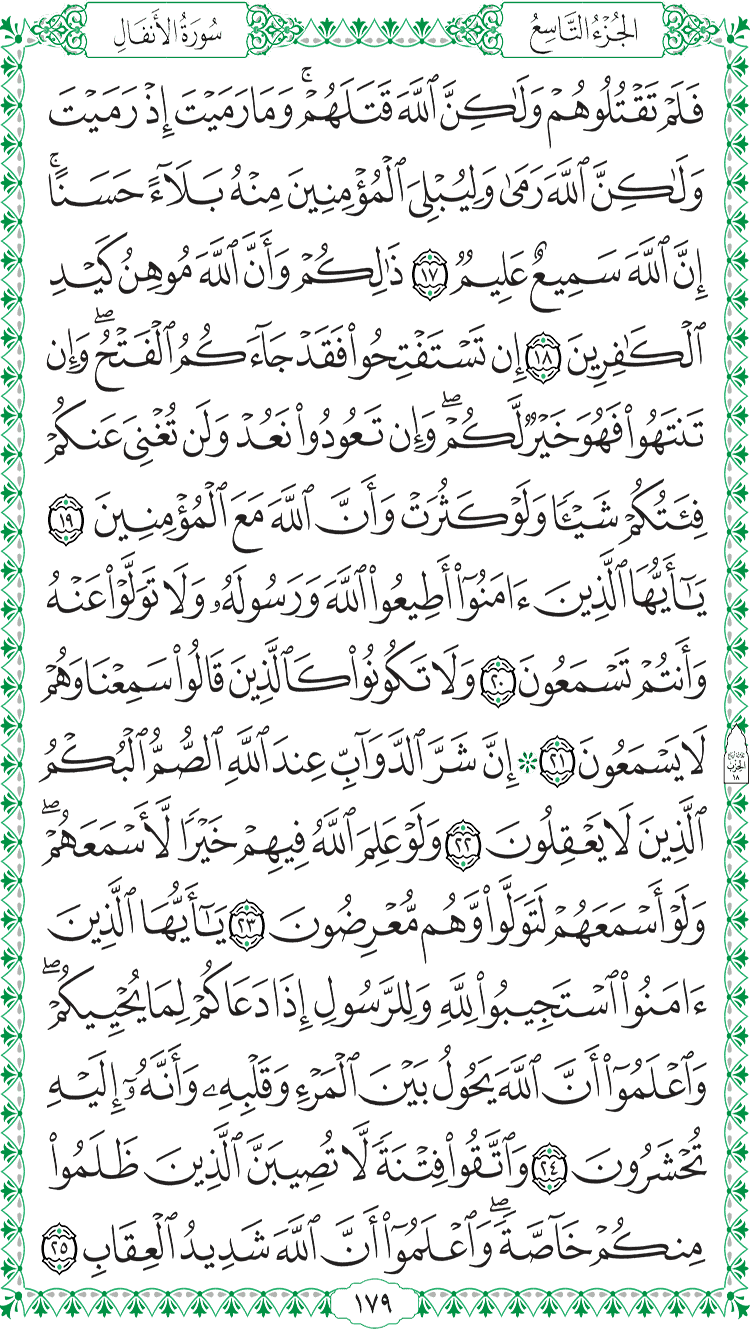 الجُزْءُ التَّاسِعُ
سُورَةُ الأَنفَالِ
فَلَمْ تَقْتُلُوهُمْ وَلَٰكِنَّ ٱللَّهَ قَتَلَهُمْۚ وَمَا رَمَيْتَ إِذْ رَمَيْتَ
وَلَٰكِنَّ ٱللَّهَ رَمَىٰ وَلِيُبْلِيَ ٱلْمُؤْمِنِينَ مِنْهُ بَلَآءً حَسَنًاۚ
إِنَّ ٱللَّهَ سَمِيعٌ عَلِيمٌ ١٧ ذَٰلِكُمْ وَأَنَّ ٱللَّهَ مُوهِنُ كَيْدِ
ٱلْكَٰفِرِينَ ١٨ إِن تَسْتَفْتِحُوا۟ فَقَدْ جَآءَكُمُ ٱلْفَتْحُۖ وَإِن
تَنتَهُوا۟ فَهُوَ خَيْرٌ لَّكُمْۖ وَإِن تَعُودُوا۟ نَعُدْ وَلَن تُغْنِيَ عَنكُمْ
فِئَتُكُمْ شَيْـًٔا وَلَوْ كَثُرَتْ وَأَنَّ ٱللَّهَ مَعَ ٱلْمُؤْمِنِينَ ١٩
يَٰٓأَيُّهَا ٱلَّذِينَ ءَامَنُوٓا۟ أَطِيعُوا۟ ٱللَّهَ وَرَسُولَهُۥ وَلَا تَوَلَّوْا۟ عَنْهُ
وَأَنتُمْ تَسْمَعُونَ ٢٠ وَلَا تَكُونُوا۟ كَٱلَّذِينَ قَالُوا۟ سَمِعْنَا وَهُمْ
لَا يَسْمَعُونَ ٢١ ۞ إِنَّ شَرَّ ٱلدَّوَآبِّ عِندَ ٱللَّهِ ٱلصُّمُّ ٱلْبُكْمُ
ٱلَّذِينَ لَا يَعْقِلُونَ ٢٢ وَلَوْ عَلِمَ ٱللَّهُ فِيهِمْ خَيْرًا لَّأَسْمَعَهُمْۖ
وَلَوْ أَسْمَعَهُمْ لَتَوَلَّوا۟ وَّهُم مُّعْرِضُونَ ٢٣ يَٰٓأَيُّهَا ٱلَّذِينَ
ءَامَنُوا۟ ٱسْتَجِيبُوا۟ لِلَّهِ وَلِلرَّسُولِ إِذَا دَعَاكُمْ لِمَا يُحْيِيكُمْۖ
وَٱعْلَمُوٓا۟ أَنَّ ٱللَّهَ يَحُولُ بَيْنَ ٱلْمَرْءِ وَقَلْبِهِۦ وَأَنَّهُۥٓ إِلَيْهِ
تُحْشَرُونَ ٢٤ وَٱتَّقُوا۟ فِتْنَةً لَّا تُصِيبَنَّ ٱلَّذِينَ ظَلَمُوا۟
مِنكُمْ خَآصَّةًۖ وَٱعْلَمُوٓا۟ أَنَّ ٱللَّهَ شَدِيدُ ٱلْعِقَابِ ٢٥
١٧٩
الحزب
١٨